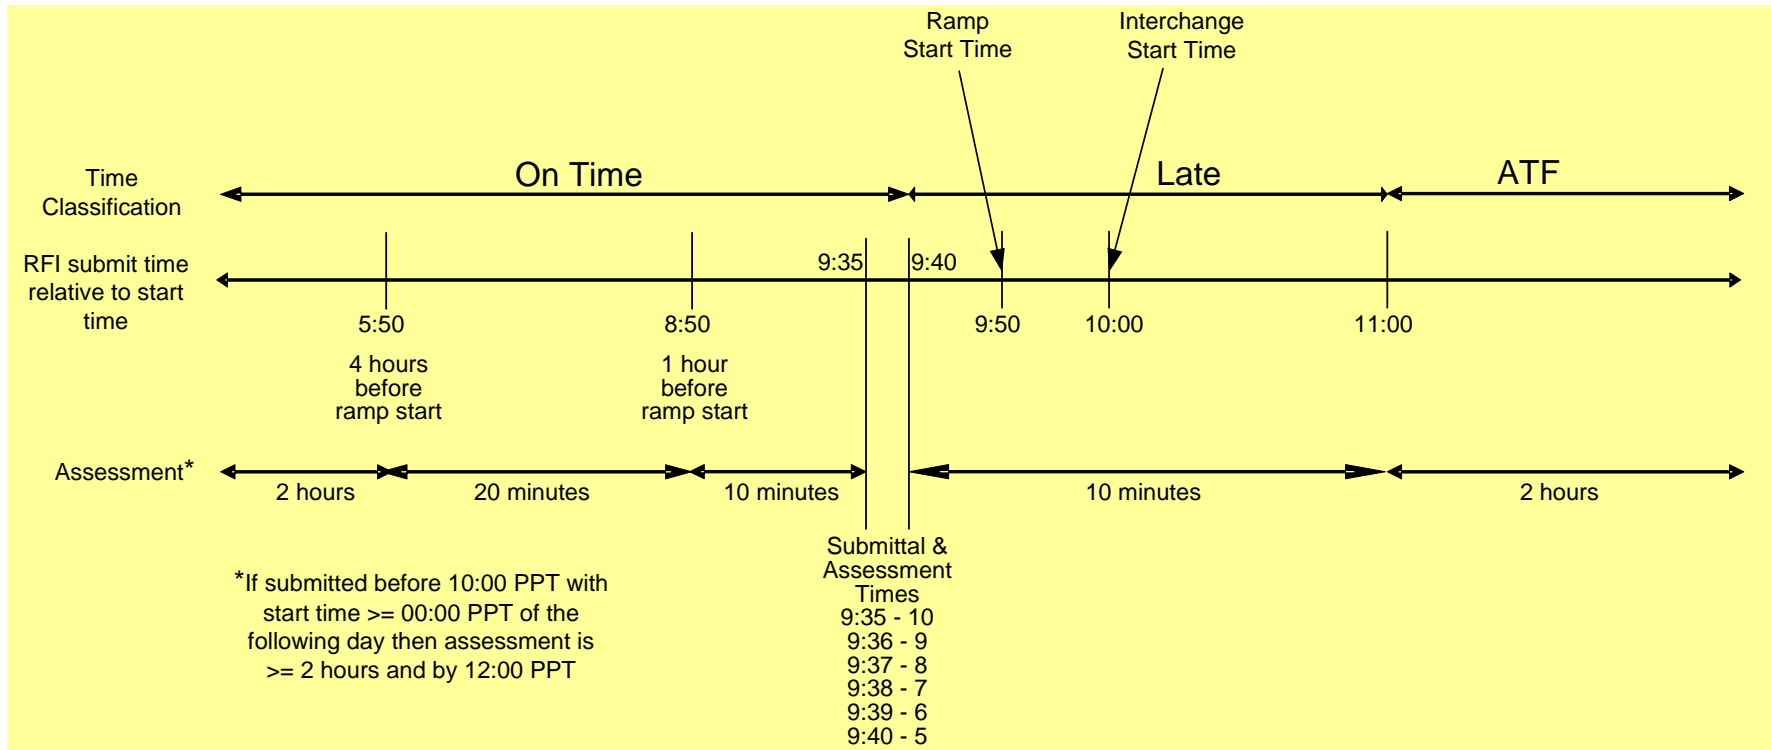 Ramp
Start Time
Interchange
Start Time
Time
Classification
On Time
Late
ATF
RFI submit time
relative to start
time
9:35
9:40
5:50
8:50
9:50
10:00
11:00
4 hours
before
ramp start
1 hour
before
ramp start
Assessment*
2 hours
20 minutes
10 minutes
10 minutes
2 hours
*If submitted before 10:00 PPT with
start time >= 00:00 PPT of the
following day then assessment is
>= 2 hours and by 12:00 PPT
Submittal &
Assessment
Times
9:35 - 10
9:36 - 9
9:37 - 8
9:38 - 7
9:39 - 6
9:40 - 5